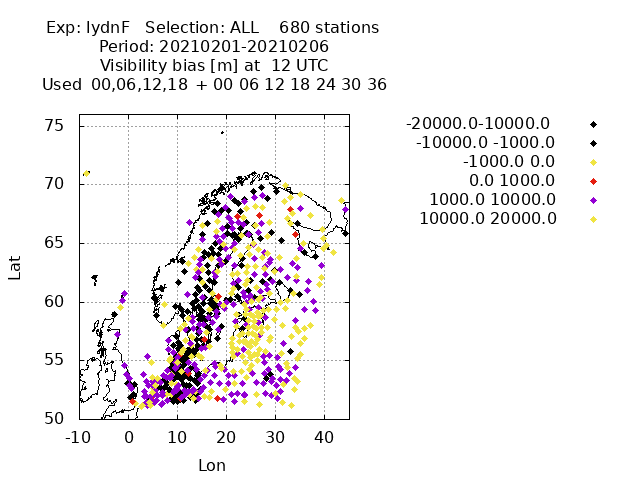 Exp: IydnF Selection: ALL 680 stations
Period: 20210201-20210206
Visibility bias [m] at 12 UTC
Used 00,06,12,18 + 00 06 12 18 24 30 36
-20000.0-10000.0
-10000.0 -1000.0
-1000.0 0.0
0.0 1000.0
1000.0 10000.0
10000.0 20000.0
75
70
65
60
55
50
Lat
-10 0 10 20 30 40
Lon